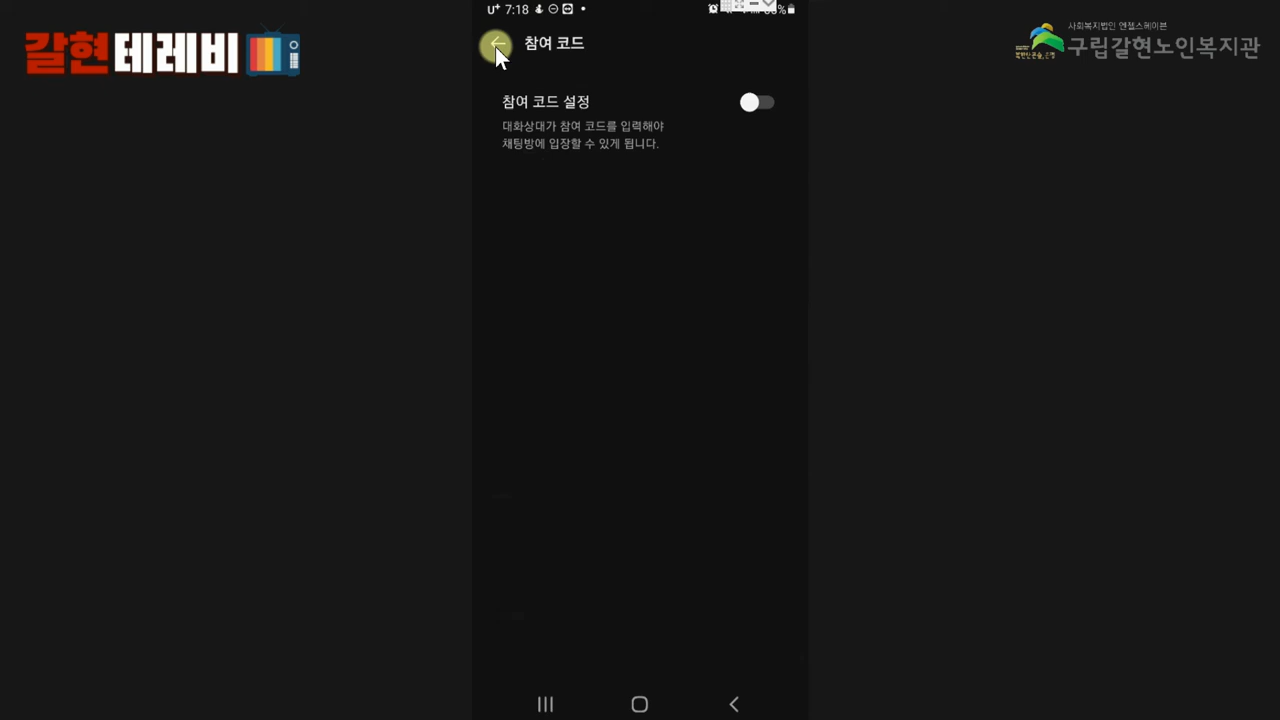 갈현테레비
사회복지법인 엔젤스헤이븐
구립갈현노인복지관
U+ 7:18
참여 코드
참여 코드 설정
대화상대가 참여 코드를 입력해야
채팅방에 입장할 수 있게 됩니다.